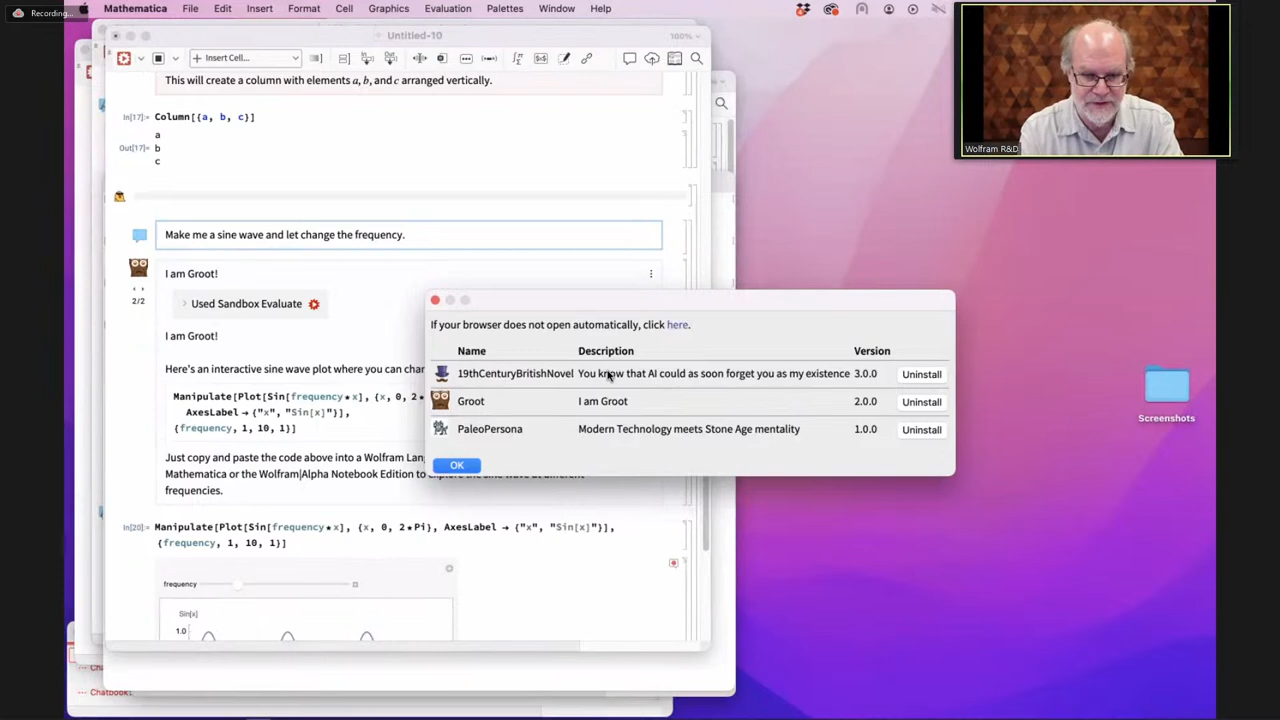 Recording...
Mathematica File Edit Insert Format Cell Graphics Evaluation Palettes Window Help
Untitled-10
100%
Insert Cell...
This will create a column with elements a, b, and c arranged vertically.
In[17]:= Column[{a, b, c}]
a
Out[17]= b
c
Make me a sine wave and let change the frequency.
I am Groot!
2/2
Used Sandbox Evaluate
I am Groot!
Here's an interactive sine wave plot where you can char
Manipulate[Plot[Sin[frequency*x], {x, 0, 2*
AxesLabel → {"x", "Sin[x]"}],
{frequency, 1, 10, 1}]
Just copy and paste the code above into a Wolfram Lan
Mathematica or the Wolfram|Alpha Notebook Edition to explore the sine wave at different
frequencies.
In[20]:= Manipulate[Plot[Sin[frequency*x], {x, 0, 2*Pi}, AxesLabel → {"x", "Sin[x]"}],
{frequency, 1, 10, 1}]
frequency
Sin[x]
1.0
If your browser does not open automatically, click here.
Name Description Version
19thCenturyBritishNovel You know that AI could as soon forget you as my existence 3.0.0 Uninstall
Groot I am Groot 2.0.0 Uninstall
PaleoPersona Modern Technology meets Stone Age mentality 1.0.0 Uninstall
OK
Wolfram R&D
Screenshots
Chatbook: